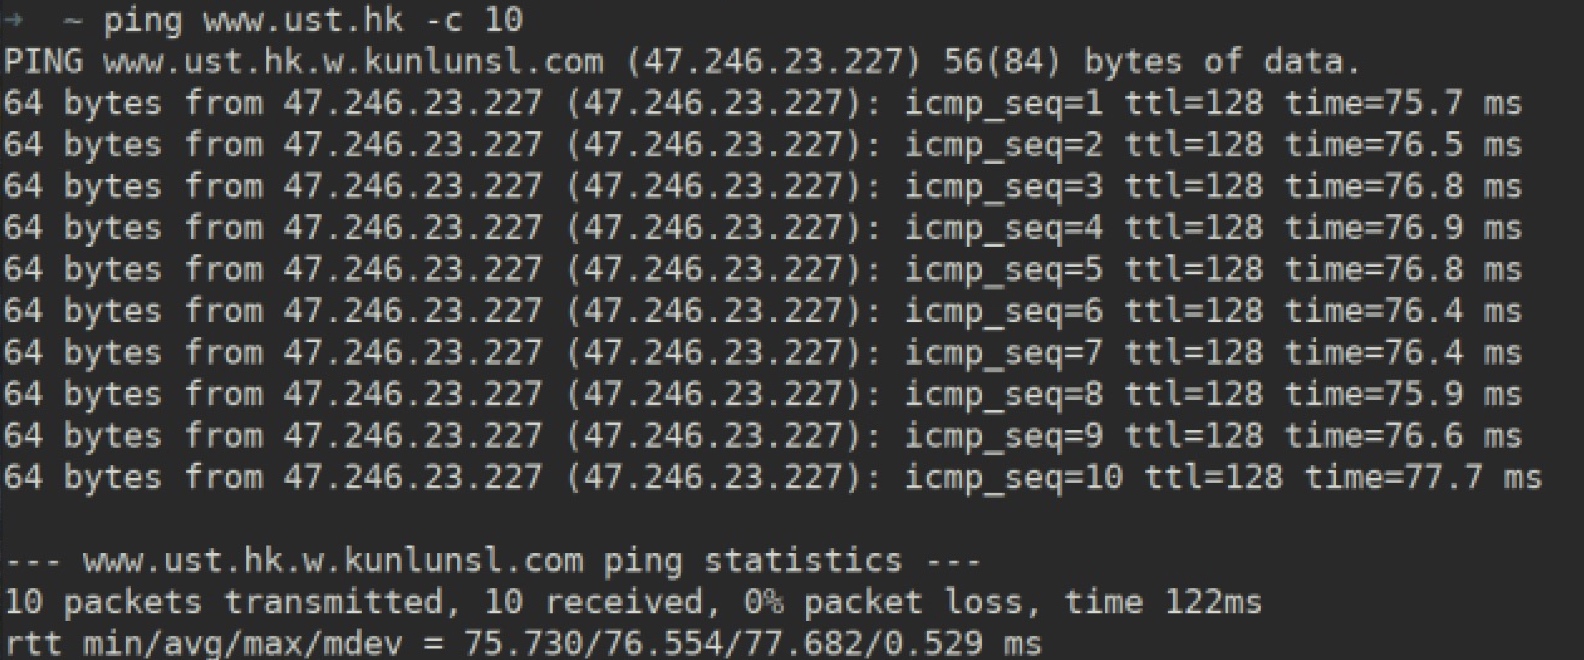 → ~ ping www.ust.hk -c 10
PING www.ust.hk.w.kunlunsl.com (47.246.23.227) 56(84) bytes of data.
64 bytes from 47.246.23.227 (47.246.23.227): icmp_seq=1 ttl=128 time=75.7 ms
64 bytes from 47.246.23.227 (47.246.23.227): icmp_seq=2 ttl=128 time=76.5 ms
64 bytes from 47.246.23.227 (47.246.23.227): icmp_seq=3 ttl=128 time=76.8 ms
64 bytes from 47.246.23.227 (47.246.23.227): icmp_seq=4 ttl=128 time=76.9 ms
64 bytes from 47.246.23.227 (47.246.23.227): icmp_seq=5 ttl=128 time=76.8 ms
64 bytes from 47.246.23.227 (47.246.23.227): icmp_seq=6 ttl=128 time=76.4 ms
64 bytes from 47.246.23.227 (47.246.23.227): icmp_seq=7 ttl=128 time=76.4 ms
64 bytes from 47.246.23.227 (47.246.23.227): icmp_seq=8 ttl=128 time=75.9 ms
64 bytes from 47.246.23.227 (47.246.23.227): icmp_seq=9 ttl=128 time=76.6 ms
64 bytes from 47.246.23.227 (47.246.23.227): icmp_seq=10 ttl=128 time=77.7 ms
--- www.ust.hk.w.kunlunsl.com ping statistics ---
10 packets transmitted, 10 received, 0% packet loss, time 122ms
rtt min/avg/max/mdev = 75.730/76.554/77.682/0.529 ms